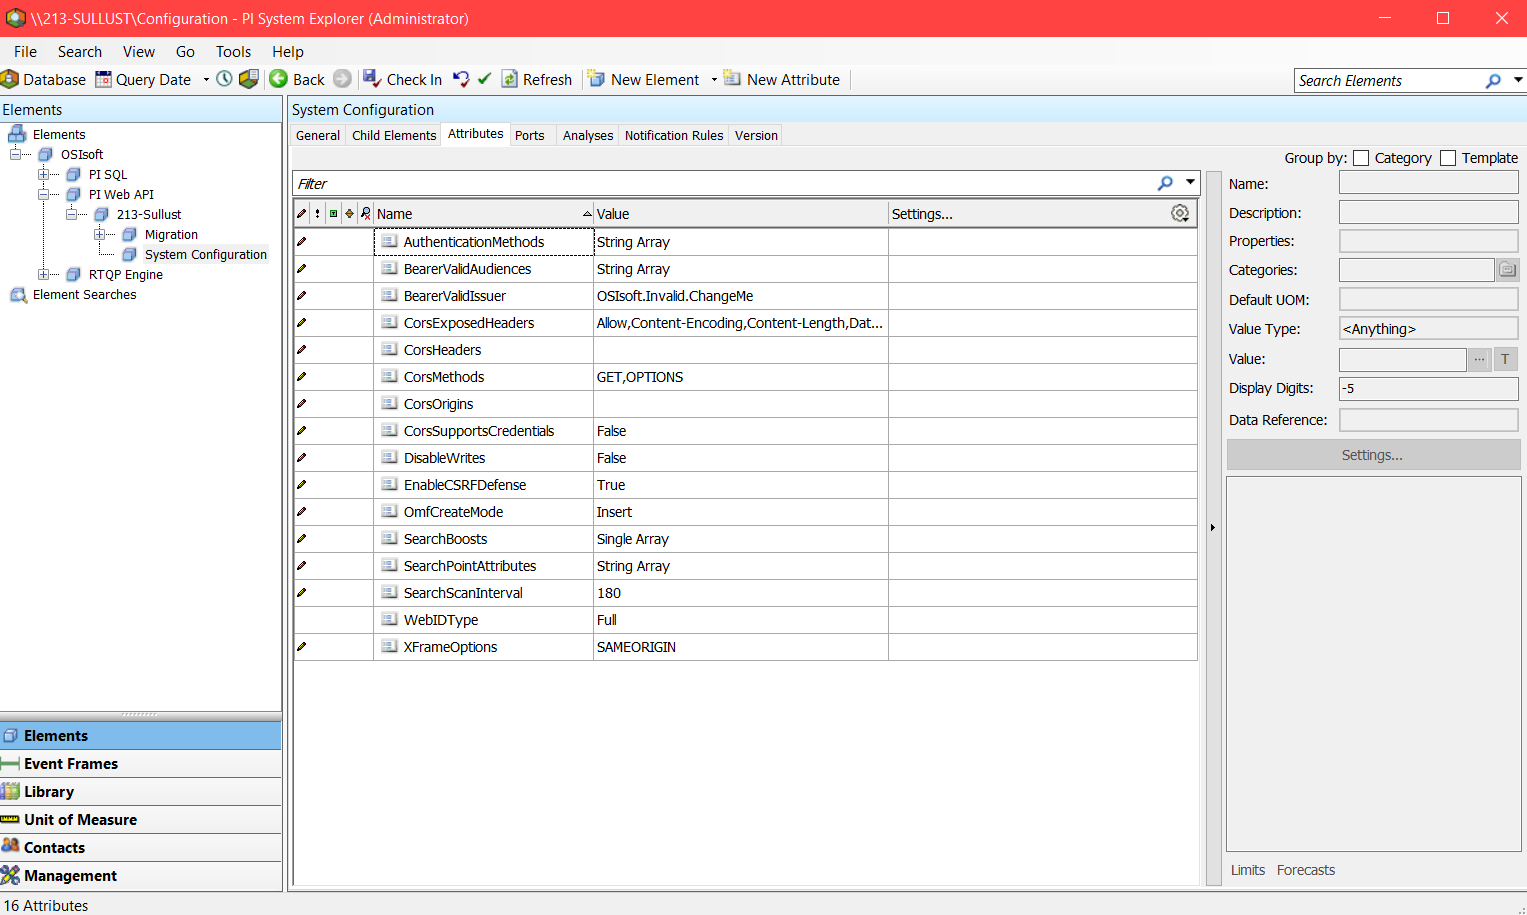 \\213-SULLUST\Configuration - PI System Explorer (Administrator)
File Search View Go Tools Help
Database Query Date Back Check In Refresh New Element New Attribute Search Elements
Elements
Elements
OSIsoft
PI SQL
PI Web API
213-Sullust
Migration
System Configuration
RTQP Engine
Element Searches
Elements
Event Frames
Library
Unit of Measure
Contacts
Management
System Configuration
General Child Elements Attributes Ports Analyses Notification Rules Version
Group by: Category Template
Filter
Name Value Settings...
AuthenticationMethods String Array
BearerValidAudiences String Array
BearerValidIssuer OSIsoft.Invalid.ChangeMe
CorsExposedHeaders Allow,Content-Encoding,Content-Length,Dat...
CorsHeaders
CorsMethods GET,OPTIONS
CorsOrigins
CorsSupportsCredentials False
DisableWrites False
EnableCSRFDefense True
OmfCreateMode Insert
SearchBoosts Single Array
SearchPointAttributes String Array
SearchScanInterval 180
WebIDType Full
XFrameOptions SAMEORIGIN
Name:
Description:
Properties:
Categories:
Default UOM:
Value Type: <Anything>
Value: ... T
Display Digits: -5
Data Reference:
Settings...
Limits Forecasts
16 Attributes